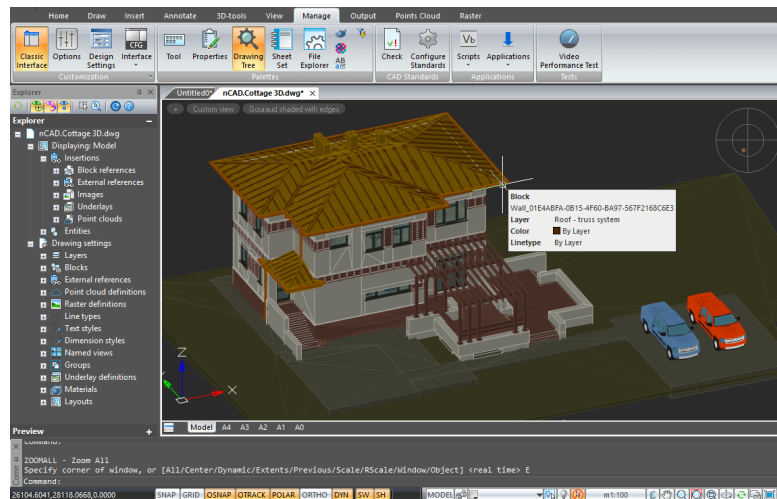 Home Draw Insert Annotate 3D-tools View Manage Output Points Cloud Raster
Classic Interface Options Design Settings Interface Tool Properties Drawing Tree Sheet Set File Explorer Check Configure Standards Scripts Applications Video Performance Test
CFG
AB
Vb
Customization Palettes CAD Standards Applications Tests
Explorer
Untitled0* nCAD.Cottage 3D.dwg*
+ Custom view Gouraud shaded with edges
Explorer
nCAD.Cottage 3D.dwg
Displaying: Model
Insertions
Block references
External references
Images
Underlays
Point clouds
Entities
Drawing settings
Layers
Blocks
External references
Point cloud definitions
Raster definitions
Line types
Text styles
Dimension styles
Named views
Groups
Underlay definitions
Materials
Layouts
Block
Wall_01E4ABFA-0B15-4F60-BA97-567F2168C6E3
Layer Roof - truss system
Color By Layer
Linetype By Layer
Z
X
Preview +
Model A4 A3 A2 A1 A0
Command:
ZOOMALL - Zoom All
Specify corner of window, or [All/Center/Dynamic/Extents/Previous/Scale/RScale/Window/Object] <real time> E
Command:
26104.6041,28118.0668,0.0000 SNAP GRID OSNAP OTRACK POLAR ORTHO DYN SW SH MODEL m1:100